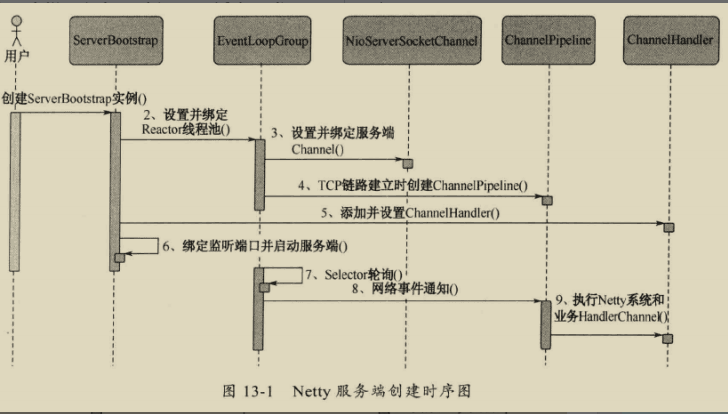 用户
ServerBootstrap
EventLoopGroup
NioServerSocketChannel
ChannelPipeline
ChannelHandler
创建ServerBootstrap实例()
2、设置并绑定
Reactor线程池()
3、设置并绑定服务端
Channel()
4、TCP链路建立时创建ChannelPipeline()
5、添加并设置ChannelHandler()
6、绑定监听端口并启动服务端()
7、Selector轮询()
8、网络事件通知()
9、执行Netty系统和
业务HandlerChannel()
图 13-1 Netty 服务端创建时序图